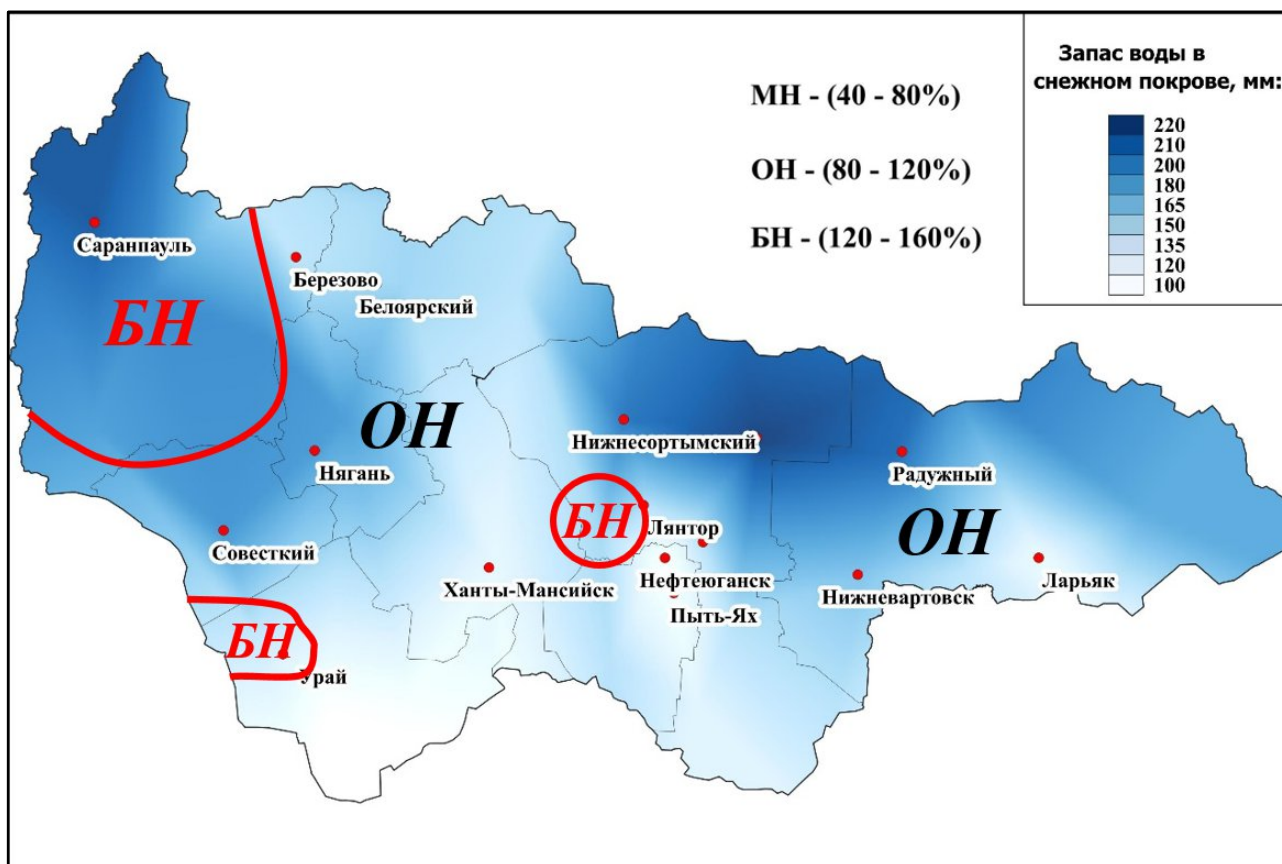 Запас воды в
снежном покрове, мм:
220
210
200
180
165
150
135
120
100
МН - (40 - 80%)
ОН - (80 - 120%)
БН - (120 - 160%)
Саранпауль
Березово
Белоярский
БН
ОН
Нижнесортымский
Нягань
Радужный
БН
Лянтор
ОН
Совесткий
Ханты-Мансийск
Нефтеюганск
Нижневартовск
Ларьяк
Пыть-Ях
БН
Урай